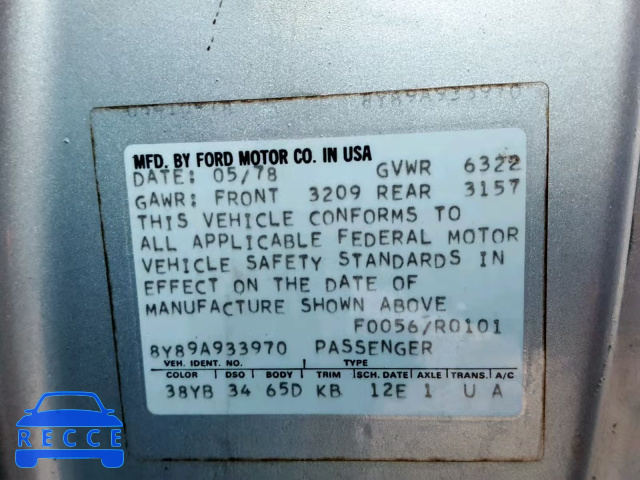 8Y89A933970
MFD. BY FORD MOTOR CO. IN USA
DATE: 05/78 GVWR 6322
GAWR: FRONT 3209 REAR 3157
THIS VEHICLE CONFORMS TO
ALL APPLICABLE FEDERAL MOTOR
VEHICLE SAFETY STANDARDS IN
EFFECT ON THE DATE OF
MANUFACTURE SHOWN ABOVE
F0056/R0101
8Y89A933970 PASSENGER
VEH. IDENT. NO. TYPE
COLOR DSO BODY TRIM SCH. DATE AXLE TRANS. A/C
38YB 34 65D KB 12E 1 U A
RECCE